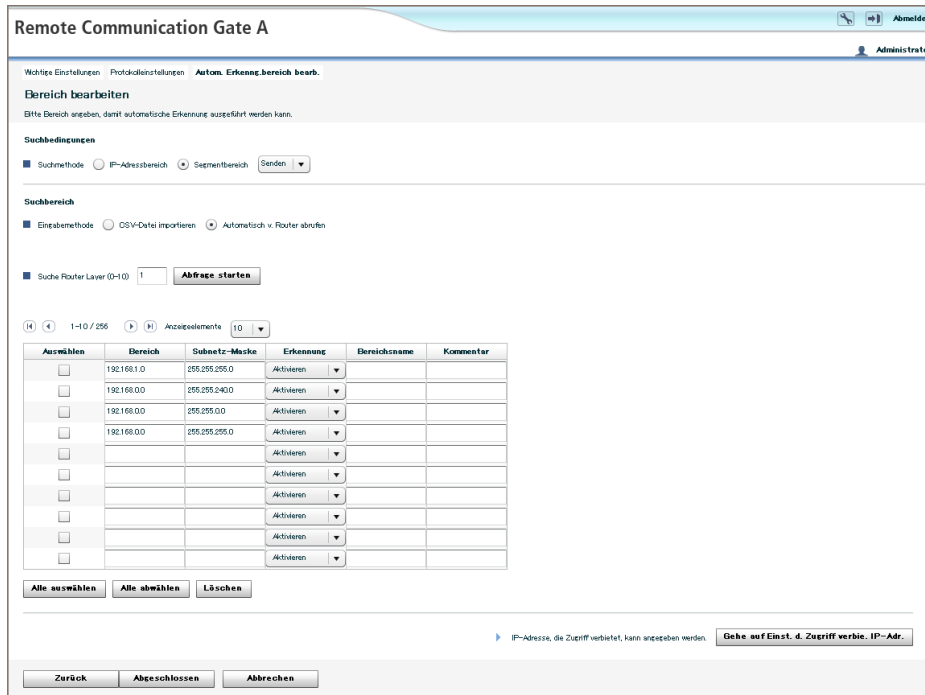 Remote Communication Gate A
Abmelde
Administrato
Wichtige Einstellungen Protokolleinstellungen Autom. Erkenng.bereich bearb.
Bereich bearbeiten
Bitte Bereich angeben, damit automatische Erkennung ausgeführt werden kann.
Suchbedingungen
Suchmethode IP-Adressbereich Segmentbereich Senden
Suchbereich
Eingabemethode CSV-Datei importieren Automatisch v. Router abrufen
Suche Router Layer (0-10) 1 Abfrage starten
1-10 / 256 Anzeigeelemente 10
Auswählen Bereich Subnetz-Maske Erkennung Bereichsname Kommentar
192.168.1.0 255.255.255.0 Aktivieren
192.168.0.0 255.255.240.0 Aktivieren
192.168.0.0 255.255.0.0 Aktivieren
192.168.0.0 255.255.255.0 Aktivieren
Aktivieren
Aktivieren
Aktivieren
Aktivieren
Aktivieren
Aktivieren
Alle auswählen Alle abwählen Löschen
IP-Adresse, die Zugriff verbietet, kann angegeben werden. Gehe auf Einst. d. Zugriff verbie. IP-Adr.
Zurück Abgeschlossen Abbrechen